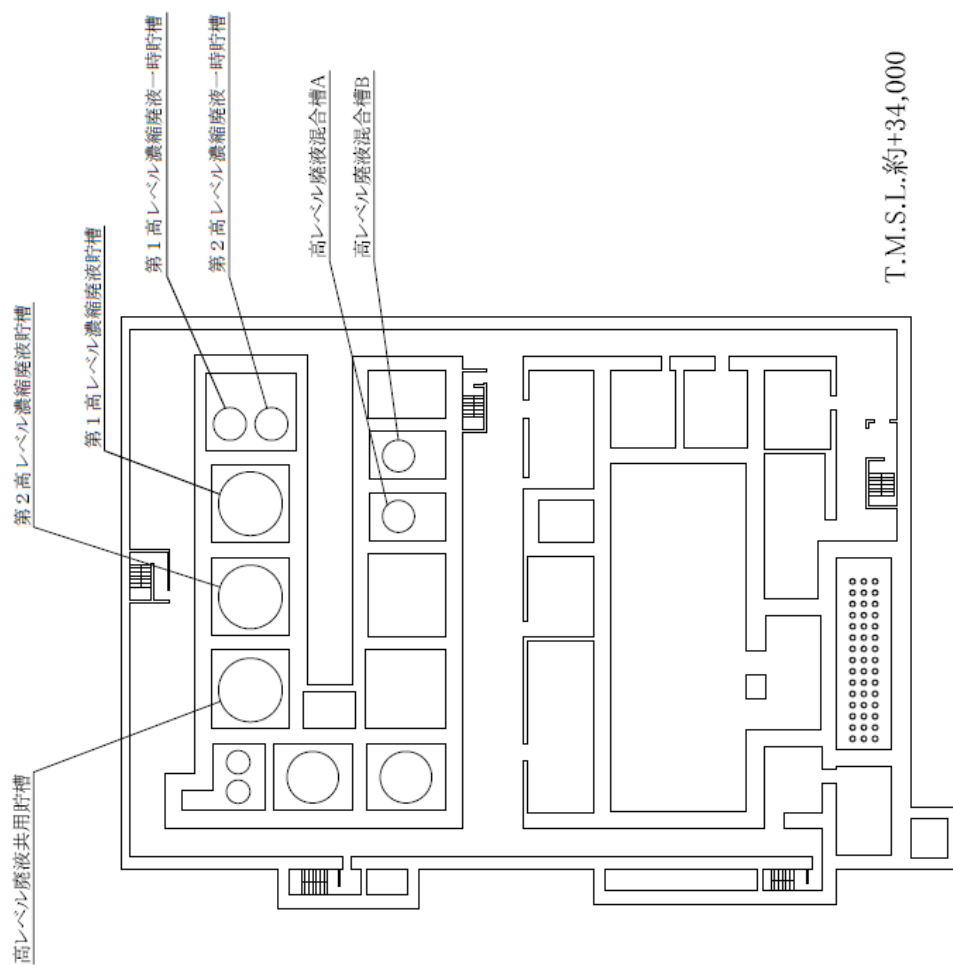 高レベル廃液共用貯槽
第2高レベル濃縮廃液貯槽
第1高レベル濃縮廃液貯槽
第1高レベル濃縮廃液一時貯槽
第2高レベル濃縮廃液一時貯槽
高レベル廃液混合槽A
高レベル廃液混合槽B
T.M.S.L.約+34,000